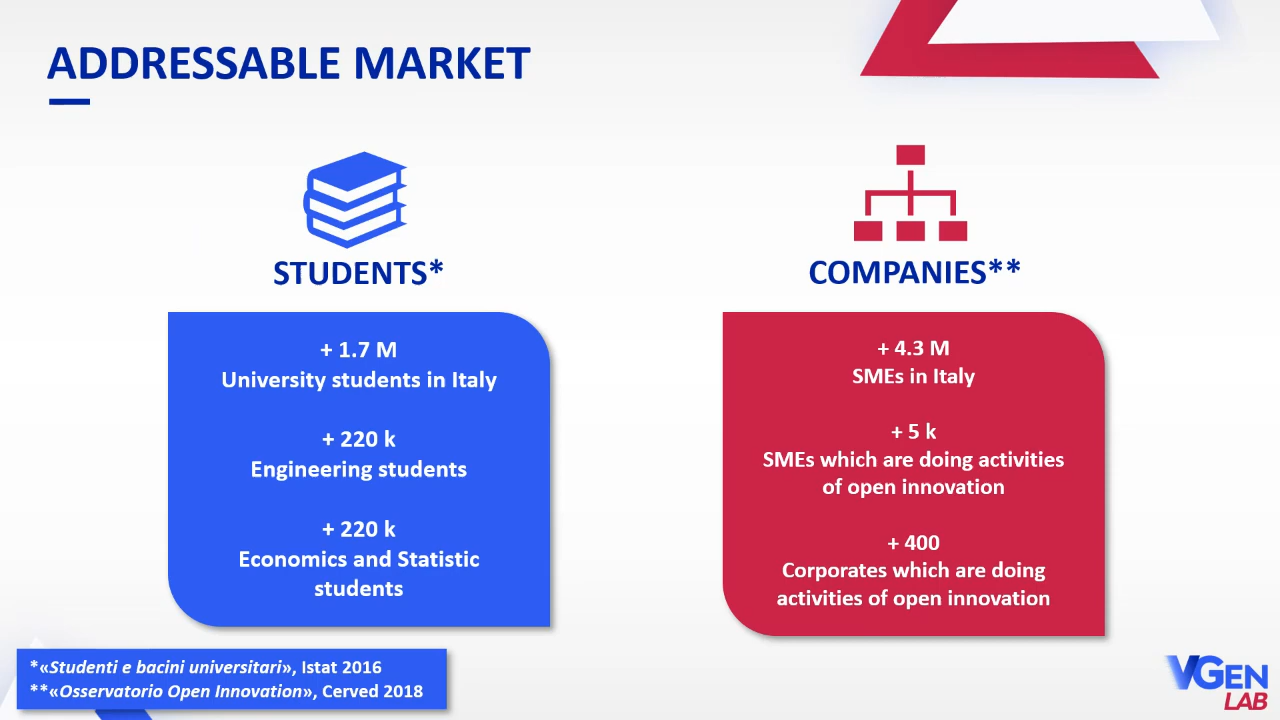 ADDRESSABLE MARKET
STUDENTS*
+ 1.7 M
University students in Italy
+ 220 k
Engineering students
+ 220 k
Economics and Statistic
students
COMPANIES**
+ 4.3 M
SMEs in Italy
+ 5 k
SMEs which are doing activities
of open innovation
+ 400
Corporates which are doing
activities of open innovation
*«Studenti e bacini universitari», Istat 2016
**«Osservatorio Open Innovation», Cerved 2018
VGEN
LAB